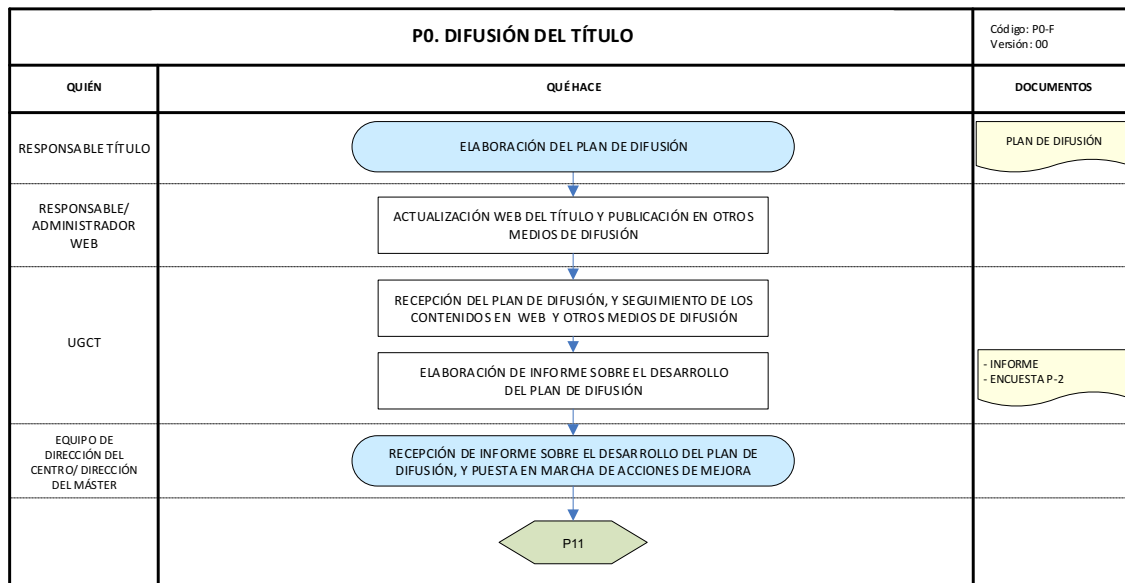 P0. DIFUSIÓN DEL TÍTULO
Código: P0-F
Versión: 00
QUIÉN
QUÉ HACE
DOCUMENTOS
RESPONSABLE TÍTULO
ELABORACIÓN DEL PLAN DE DIFUSIÓN
PLAN DE DIFUSIÓN
RESPONSABLE/
ADMINISTRADOR
WEB
ACTUALIZACIÓN WEB DEL TÍTULO Y PUBLICACIÓN EN OTROS
MEDIOS DE DIFUSIÓN
UGCT
RECEPCIÓN DEL PLAN DE DIFUSIÓN, Y SEGUIMIENTO DE LOS
CONTENIDOS EN WEB Y OTROS MEDIOS DE DIFUSIÓN
ELABORACIÓN DE INFORME SOBRE EL DESARROLLO
DEL PLAN DE DIFUSIÓN
- INFORME
- ENCUESTA P-2
EQUIPO DE
DIRECCIÓN DEL
CENTRO/ DIRECCIÓN
DEL MÁSTER
RECEPCIÓN DE INFORME SOBRE EL DESARROLLO DEL PLAN DE
DIFUSIÓN, Y PUESTA EN MARCHA DE ACCIONES DE MEJORA
P11